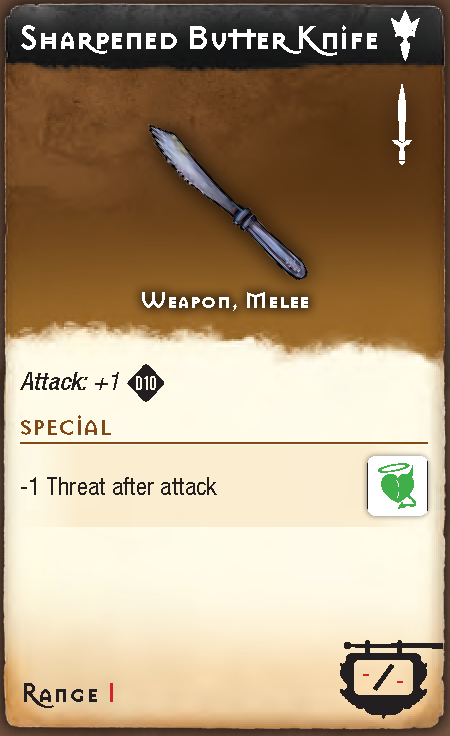 Sharpened Butter Knife
Weapon, Melee
Attack: +1 D10
SPECIAL
-1 Threat after attack
Range 1
- / -